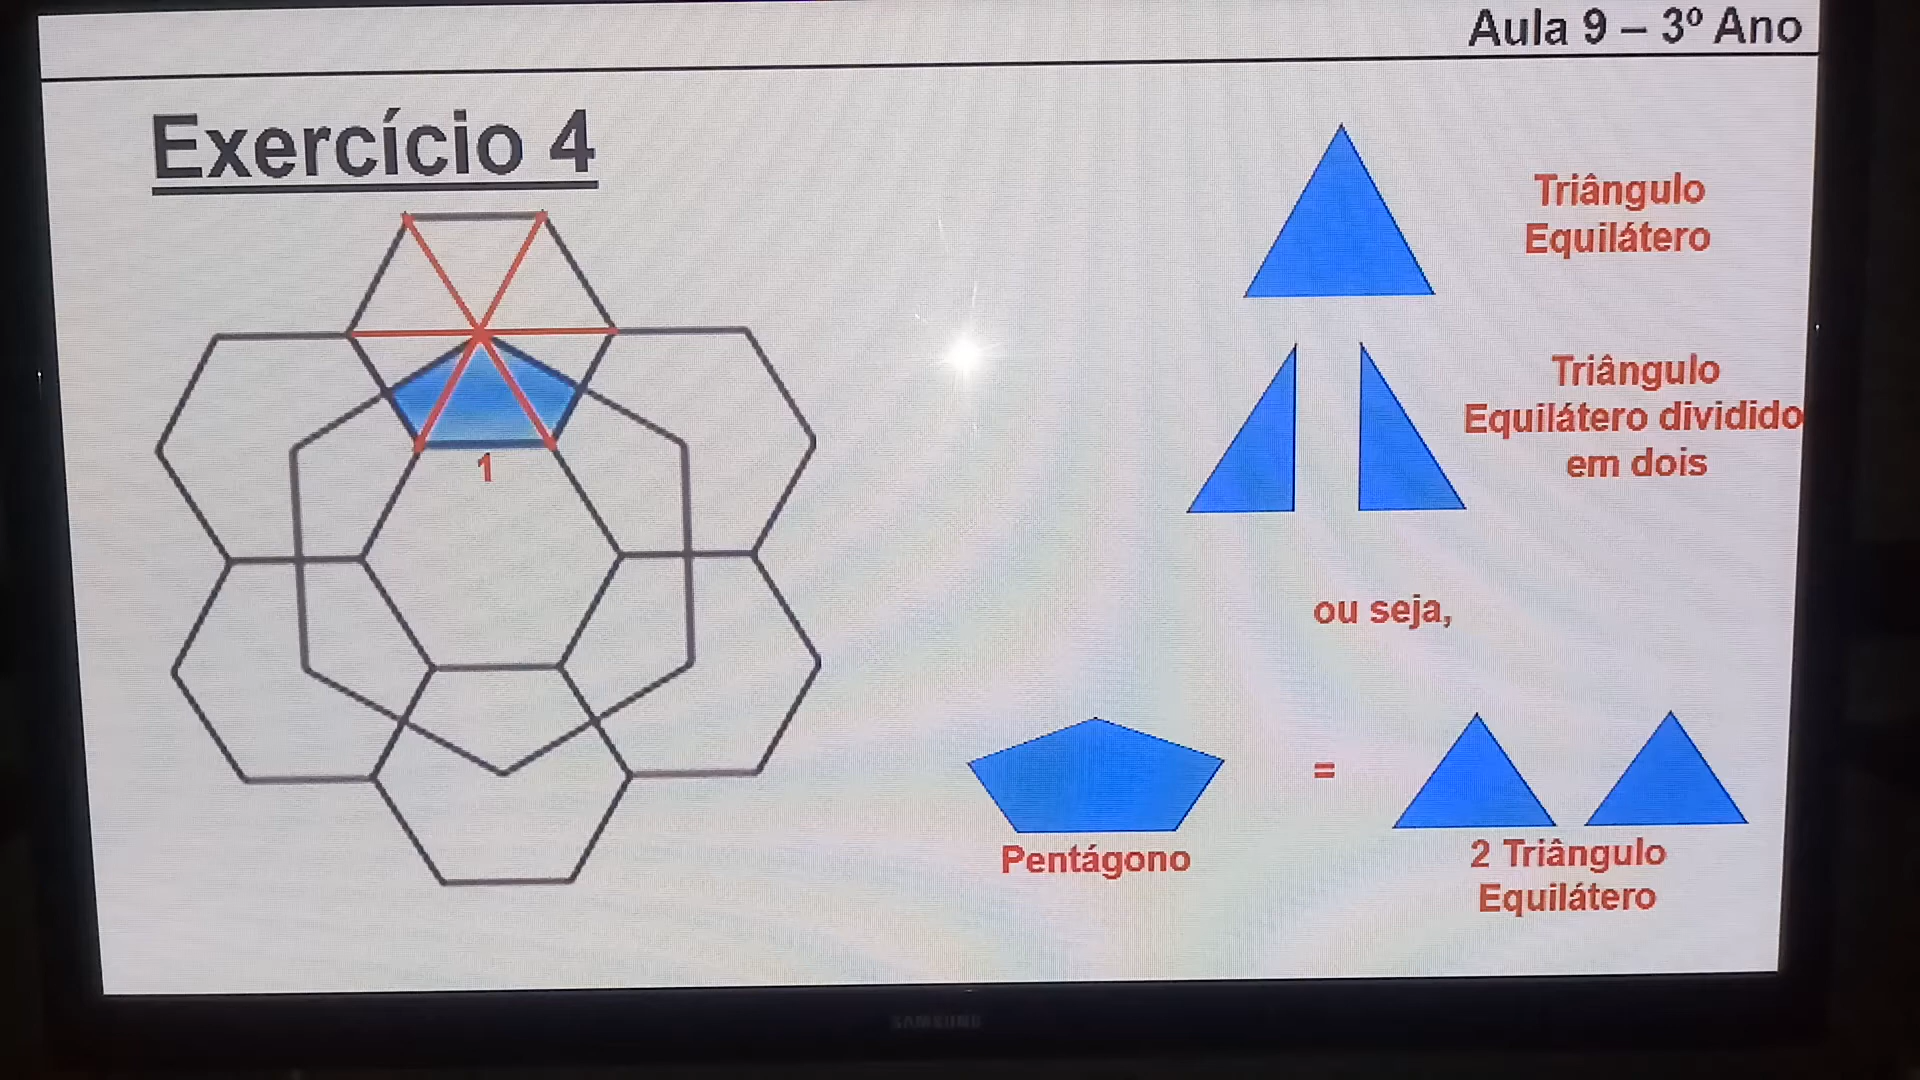 Aula 9 – 3º Ano
Exercício 4
Triângulo
Equilátero
Triângulo
Equilátero dividido
em dois
1
ou seja,
=
Pentágono
2 Triângulo
Equilátero
SAMSUNG